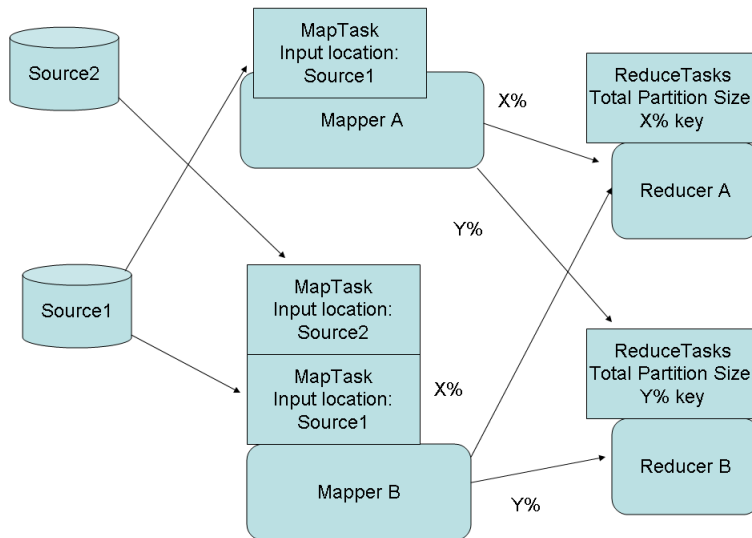 MapTask
Input location:
Source1
Mapper A
Source2
X%
ReduceTasks
Total Partition Size
X% key
Reducer A
Y%
Source1
MapTask
Input location:
Source2
MapTask
Input location:
Source1
X%
Mapper B
ReduceTasks
Total Partition Size
Y% key
Reducer B
Y%